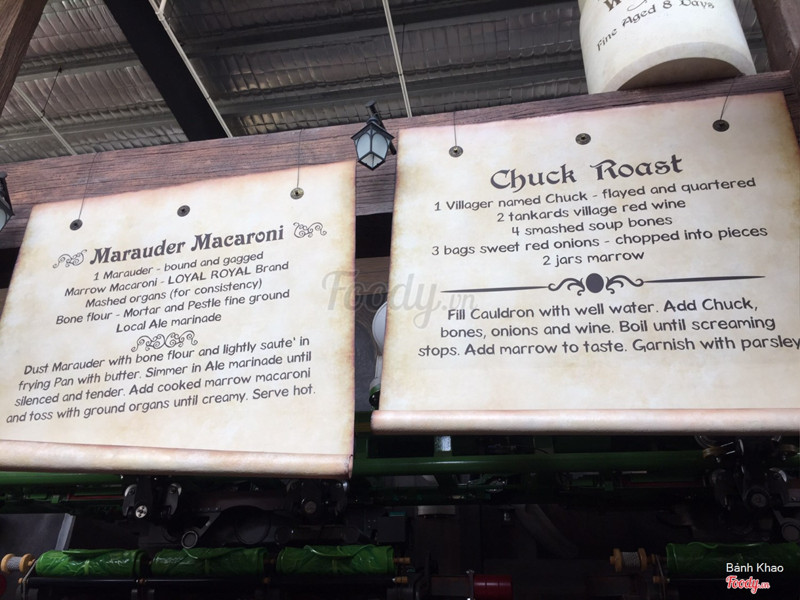 Fine Aged 8 Days
Marauder Macaroni
1 Marauder - bound and gagged
Marrow Macaroni - LOYAL ROYAL Brand
Mashed organs (for consistency)
Bone flour - Mortar and Pestle fine ground
Local Ale marinade
Dust Marauder with bone flour and lightly saute' in
frying Pan with butter. Simmer in Ale marinade until
silenced and tender. Add cooked marrow macaroni
and toss with ground organs until creamy. Serve hot.
Chuck Roast
1 Villager named Chuck - flayed and quartered
2 tankards village red wine
4 smashed soup bones
3 bags sweet red onions - chopped into pieces
2 jars marrow
Fill Cauldron with well water. Add Chuck,
bones, onions and wine. Boil until screaming
stops. Add marrow to taste. Garnish with parsley
Foody.vn
Bánh Khao
Foody.vn